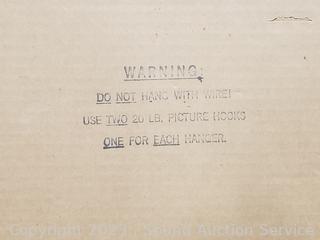 WARNING:
DO NOT HANG WITH WIRE!
USE TWO 20 LB. PICTURE HOOKS
ONE FOR EACH HANGER.
Copyright 2023 Sound Auction Service